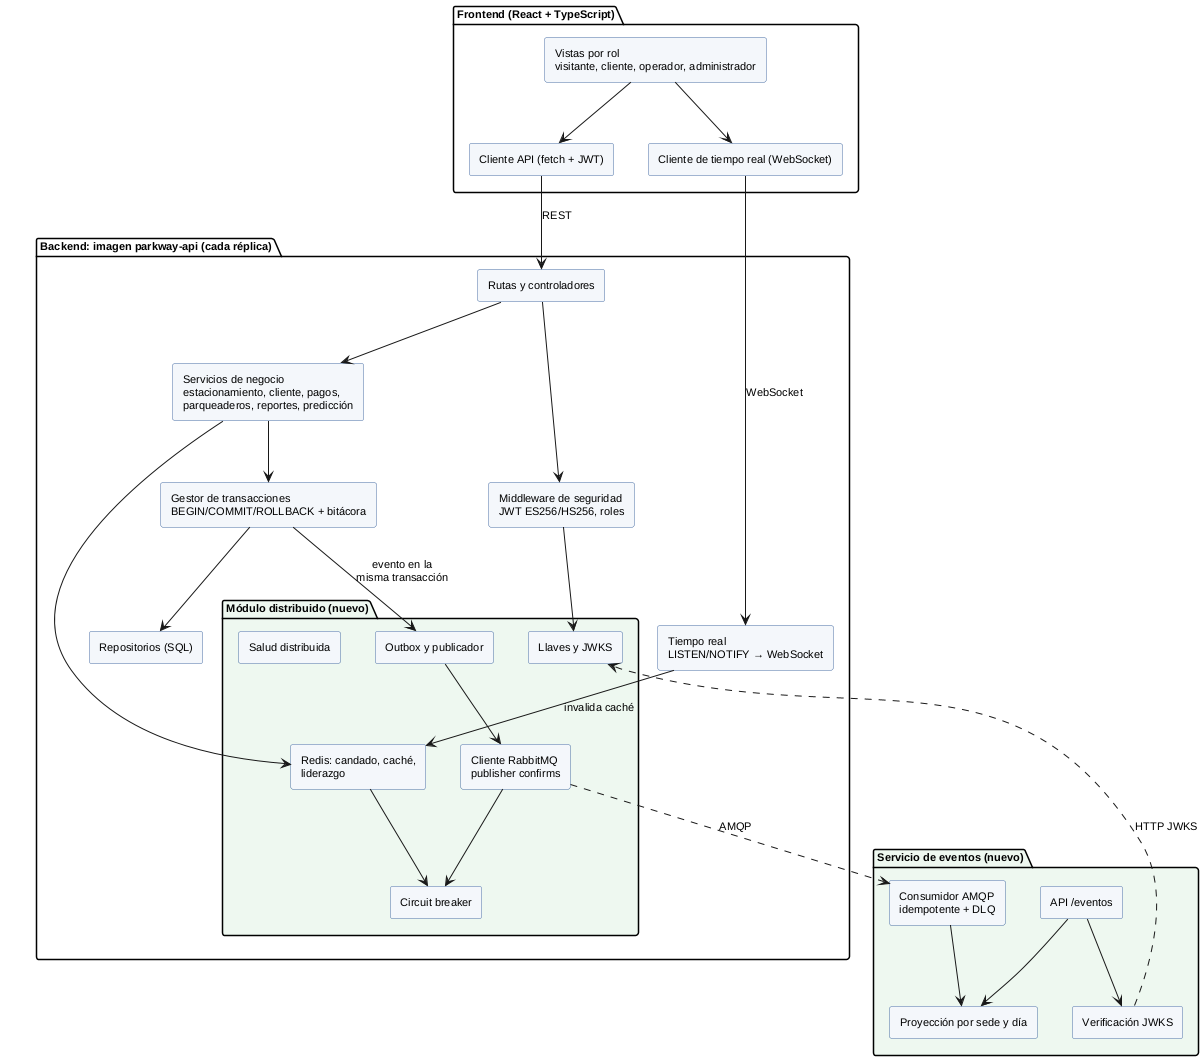 Frontend (React + TypeScript)
Vistas por rol
visitante, cliente, operador, administrador
Cliente API (fetch + JWT)
Cliente de tiempo real (WebSocket)
REST
Backend: imagen parkway-api (cada réplica)
Rutas y controladores
Servicios de negocio
estacionamiento, cliente, pagos,
parqueaderos, reportes, predicción
WebSocket
Gestor de transacciones
BEGIN/COMMIT/ROLLBACK + bitácora
Middleware de seguridad
JWT ES256/HS256, roles
evento en la
misma transacción
Módulo distribuido (nuevo)
Repositorios (SQL)
Salud distribuida
Outbox y publicador
Llaves y JWKS
Tiempo real
LISTEN/NOTIFY → WebSocket
invalida caché
Redis: candado, caché,
liderazgo
Cliente RabbitMQ
publisher confirms
AMQP
HTTP JWKS
Circuit breaker
Servicio de eventos (nuevo)
Consumidor AMQP
idempotente + DLQ
API /eventos
Proyección por sede y día
Verificación JWKS